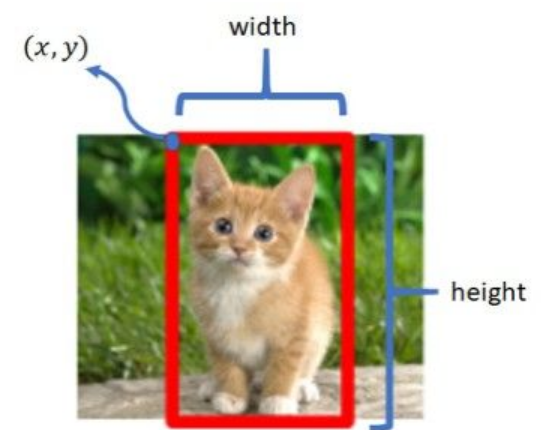 width
(x, y)
height